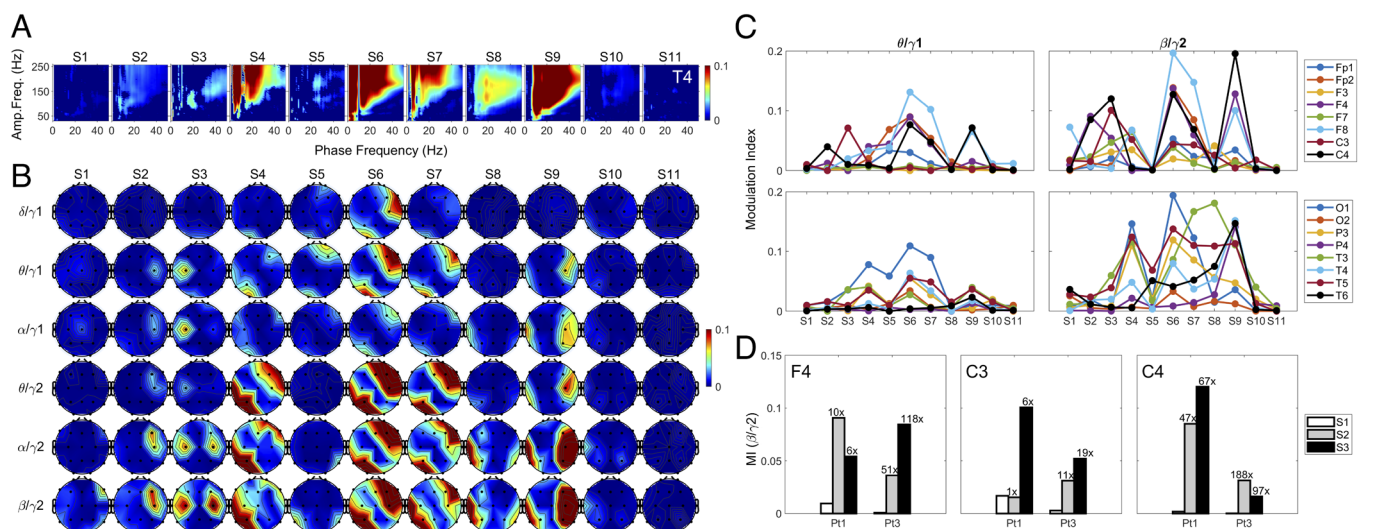 A
S1 S2 S3 S4 S5 S6 S7 S8 S9 S10 S11
Amp.Freq. (Hz)
250
150
50
T4
0.1
0
0 20 40 0 20 40 0 20 40 0 20 40 0 20 40 0 20 40 0 20 40 0 20 40 0 20 40 0 20 40 0 20 40
Phase Frequency (Hz)
B
S1 S2 S3 S4 S5 S6 S7 S8 S9 S10 S11
δ/γ1
θ/γ1
α/γ1
θ/γ2
α/γ2
β/γ2
0.1
0
C
θ/γ1
β/γ2
Modulation Index
0.2
0.1
0
Fp1
Fp2
F3
F4
F7
F8
C3
C4
0.2
0.1
0
O1
O2
P3
P4
T3
T4
T5
T6
S1 S2 S3 S4 S5 S6 S7 S8 S9 S10 S11
S1 S2 S3 S4 S5 S6 S7 S8 S9 S10 S11
D
MI (β/γ2)
0.15
0.1
0.05
0
F4
10x
6x
51x
118x
Pt1 Pt3
C3
1x
6x
11x
19x
Pt1 Pt3
C4
47x
67x
188x
97x
Pt1 Pt3
S1
S2
S3